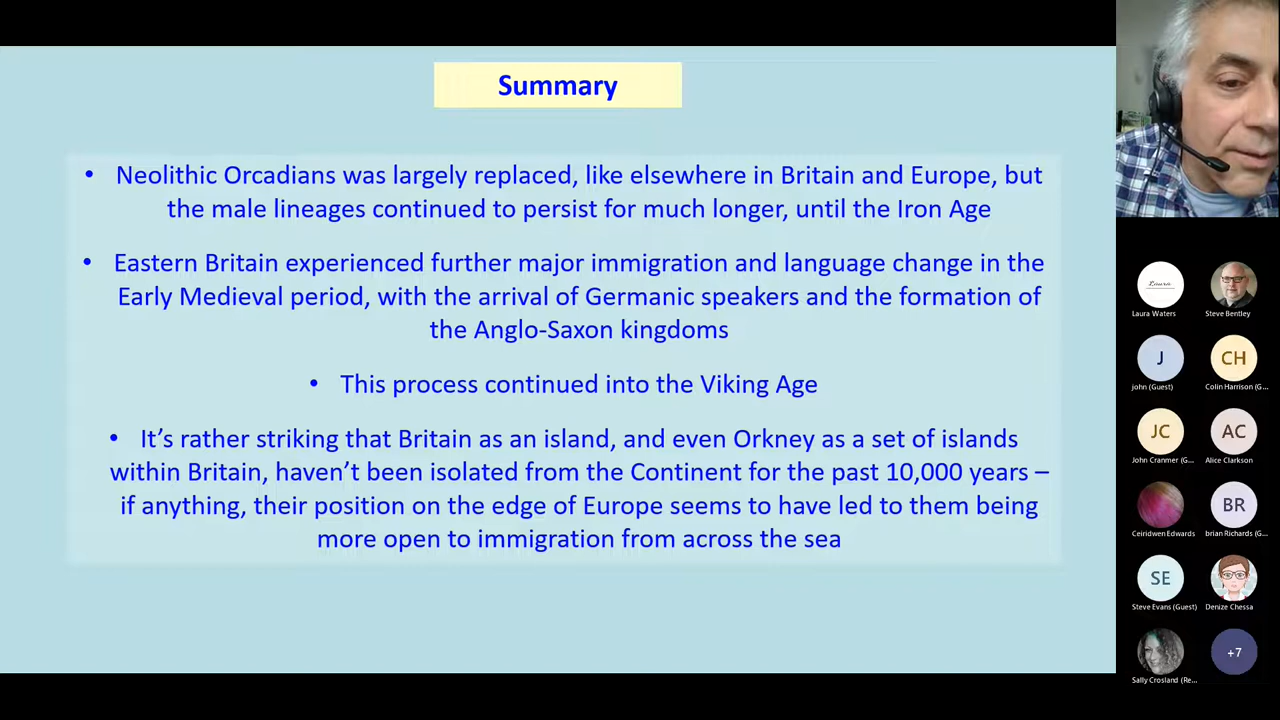 Summary
• Neolithic Orcadians was largely replaced, like elsewhere in Britain and Europe, but
the male lineages continued to persist for much longer, until the Iron Age
• Eastern Britain experienced further major immigration and language change in the
Early Medieval period, with the arrival of Germanic speakers and the formation of
the Anglo-Saxon kingdoms
• This process continued into the Viking Age
• It’s rather striking that Britain as an island, and even Orkney as a set of islands
within Britain, haven’t been isolated from the Continent for the past 10,000 years –
if anything, their position on the edge of Europe seems to have led to them being
more open to immigration from across the sea
Laura
Laura Waters
Steve Bentley
J
CH
john (Guest)
Colin Harrison (G...
JC
AC
John Cranmer (G...
Alice Clarkson
BR
Ceiridwen Edwards
brian Richards (G...
SE
Steve Evans (Guest)
Denize Chessa
+7
Sally Crosland (Re...